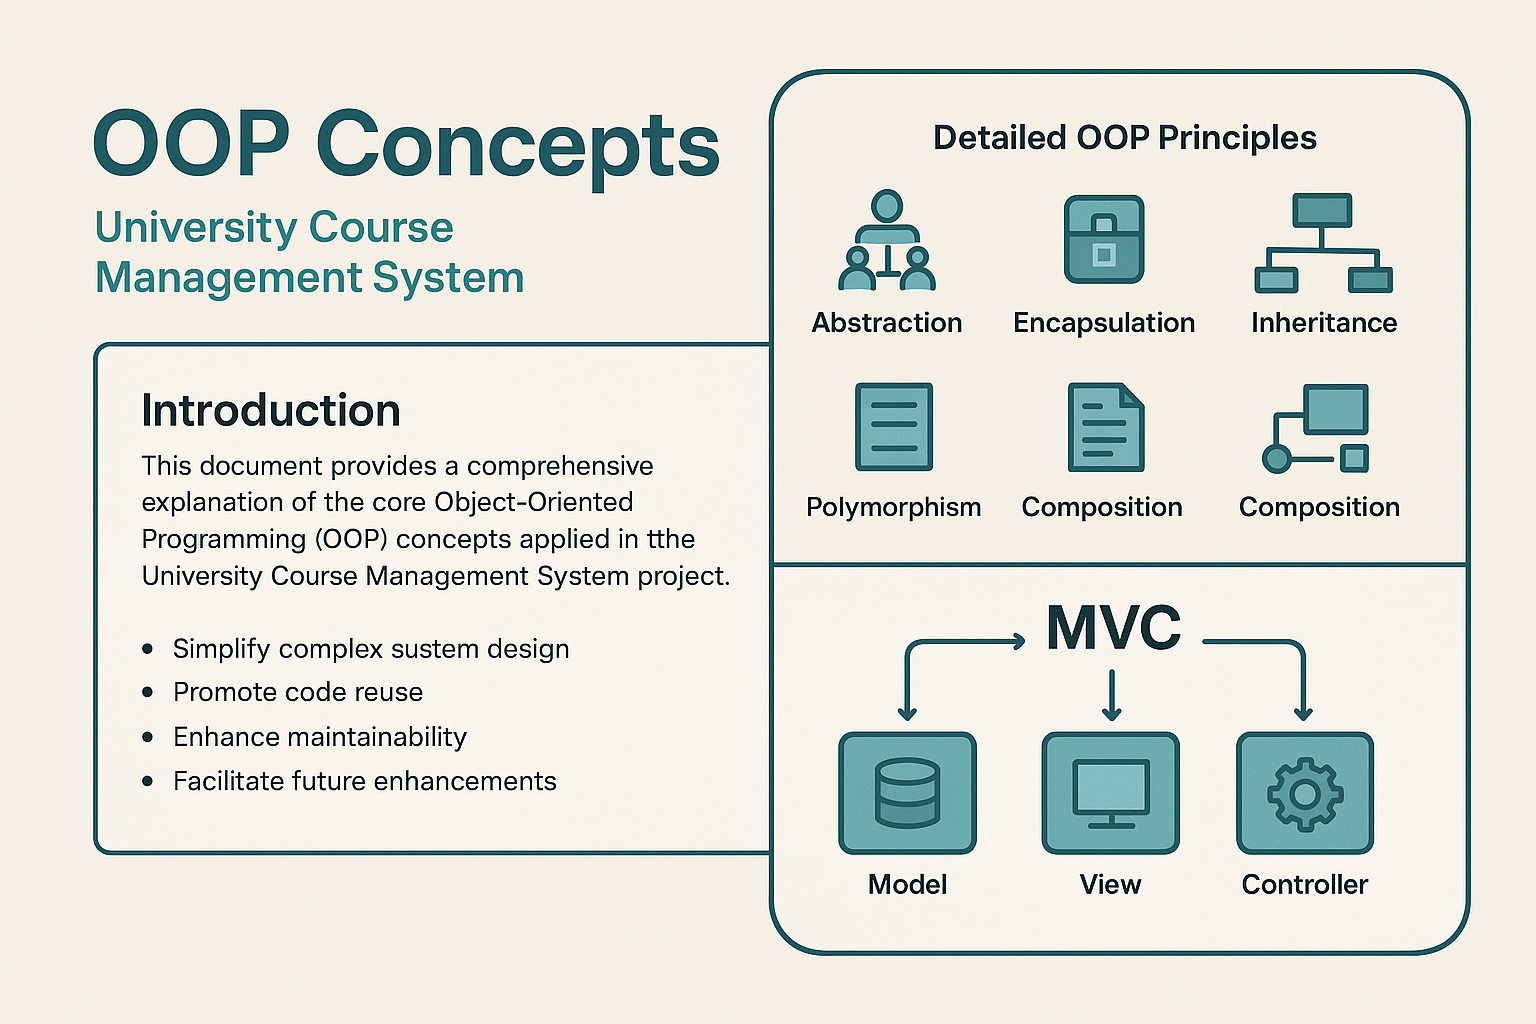 OOP Concepts
University Course
Management System
Introduction
This document provides a comprehensive
explanation of the core Object-Oriented
Programming (OOP) concepts applied in tthe
University Course Management System project.
• Simplify complex sustem design
• Promote code reuse
• Enhance maintainability
• Facilitate future enhancements
Detailed OOP Principles
Abstraction
Encapsulation
Inheritance
Polymorphism
Composition
Composition
MVC
Model
View
Controller